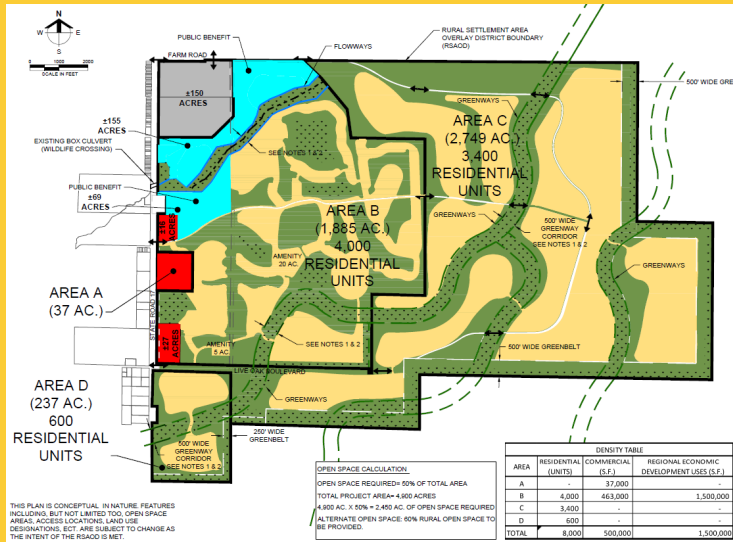 N
W E
S
0 1000 2000
SCALE IN FEET
PUBLIC BENEFIT
FLOWWAYS
RURAL SETTLEMENT AREA
OVERLAY DISTRICT BOUNDARY
(RSAOD)
FARM ROAD
±150
ACRES
500' WIDE GRE
GREENWAYS
±155
ACRES
EXISTING BOX CULVERT
(WILDLIFE CROSSING)
SEE NOTES 1 & 2
AREA C
(2,749 AC.)
3,400
RESIDENTIAL
UNITS
PUBLIC BENEFIT
±69
ACRES
±16
ACRES
AREA B
(1,885 AC.)
4,000
RESIDENTIAL
UNITS
GREENWAYS
500' WIDE
GREENWAY
CORRIDOR
SEE NOTES 1 & 2
AMENITY
20 AC.
GREENWAYS
AREA A
(37 AC.)
STATE ROAD 17
±27
ACRES
AMENITY
5 AC.
SEE NOTES 1 & 2
500' WIDE GREENBELT
LIVE OAK BOULEVARD
AREA D
(237 AC.)
600
RESIDENTIAL
UNITS
GREENWAYS
500' WIDE
GREENWAY
CORRIDOR
SEE NOTES 1 & 2
250' WIDE
GREENBELT
OPEN SPACE CALCULATION
OPEN SPACE REQUIRED= 50% OF TOTAL AREA
TOTAL PROJECT AREA= 4,900 ACRES
4,900 AC. X 50% = 2,450 AC. OF OPEN SPACE REQUIRED
ALTERNATE OPEN SPACE: 60% RURAL OPEN SPACE TO
BE PROVIDED.
DENSITY TABLE
AREA RESIDENTIAL (UNITS) COMMERCIAL (S.F.) REGIONAL ECONOMIC DEVELOPMENT USES (S.F.)
A - 37,000
B 4,000 463,000 1,500,000
C 3,400 - -
D 600 - -
TOTAL 8,000 500,000 1,500,000
THIS PLAN IS CONCEPTUAL IN NATURE. FEATURES
INCLUDING, BUT NOT LIMITED TOO, OPEN SPACE
AREAS, ACCESS LOCATIONS, LAND USE
DESIGNATIONS, ECT. ARE SUBJECT TO CHANGE AS
THE INTENT OF THE RSAOD IS MET.